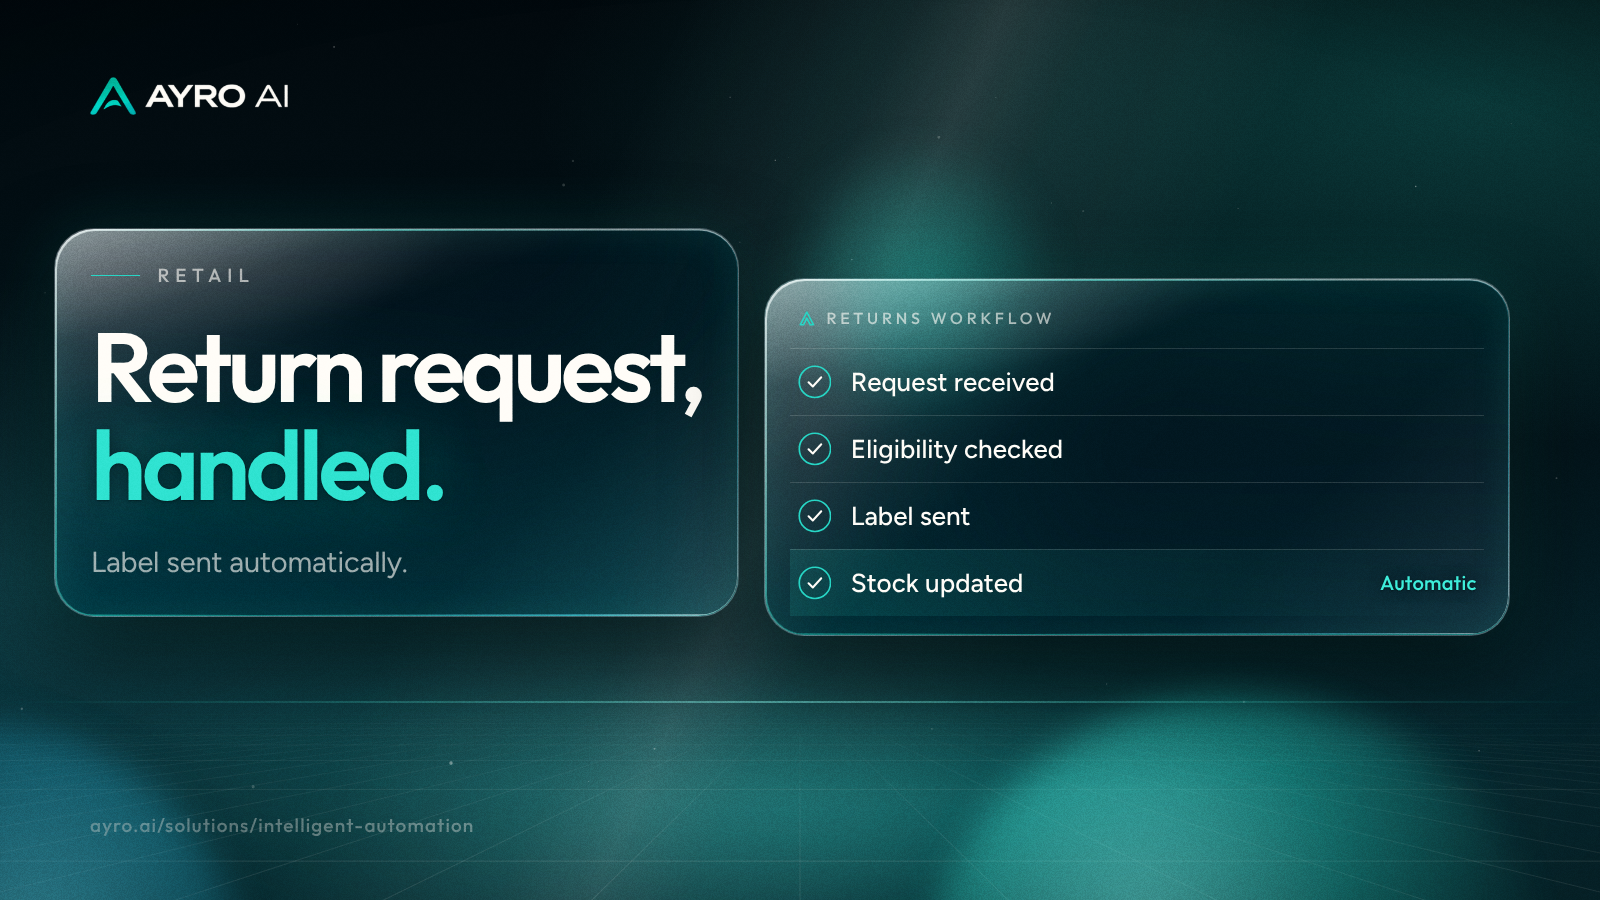 AYRO AI
RETAIL
Return request,
handled.
Label sent automatically.
RETURNS WORKFLOW
Request received
Eligibility checked
Label sent
Stock updated
Automatic
ayro.ai/solutions/intelligent-automation